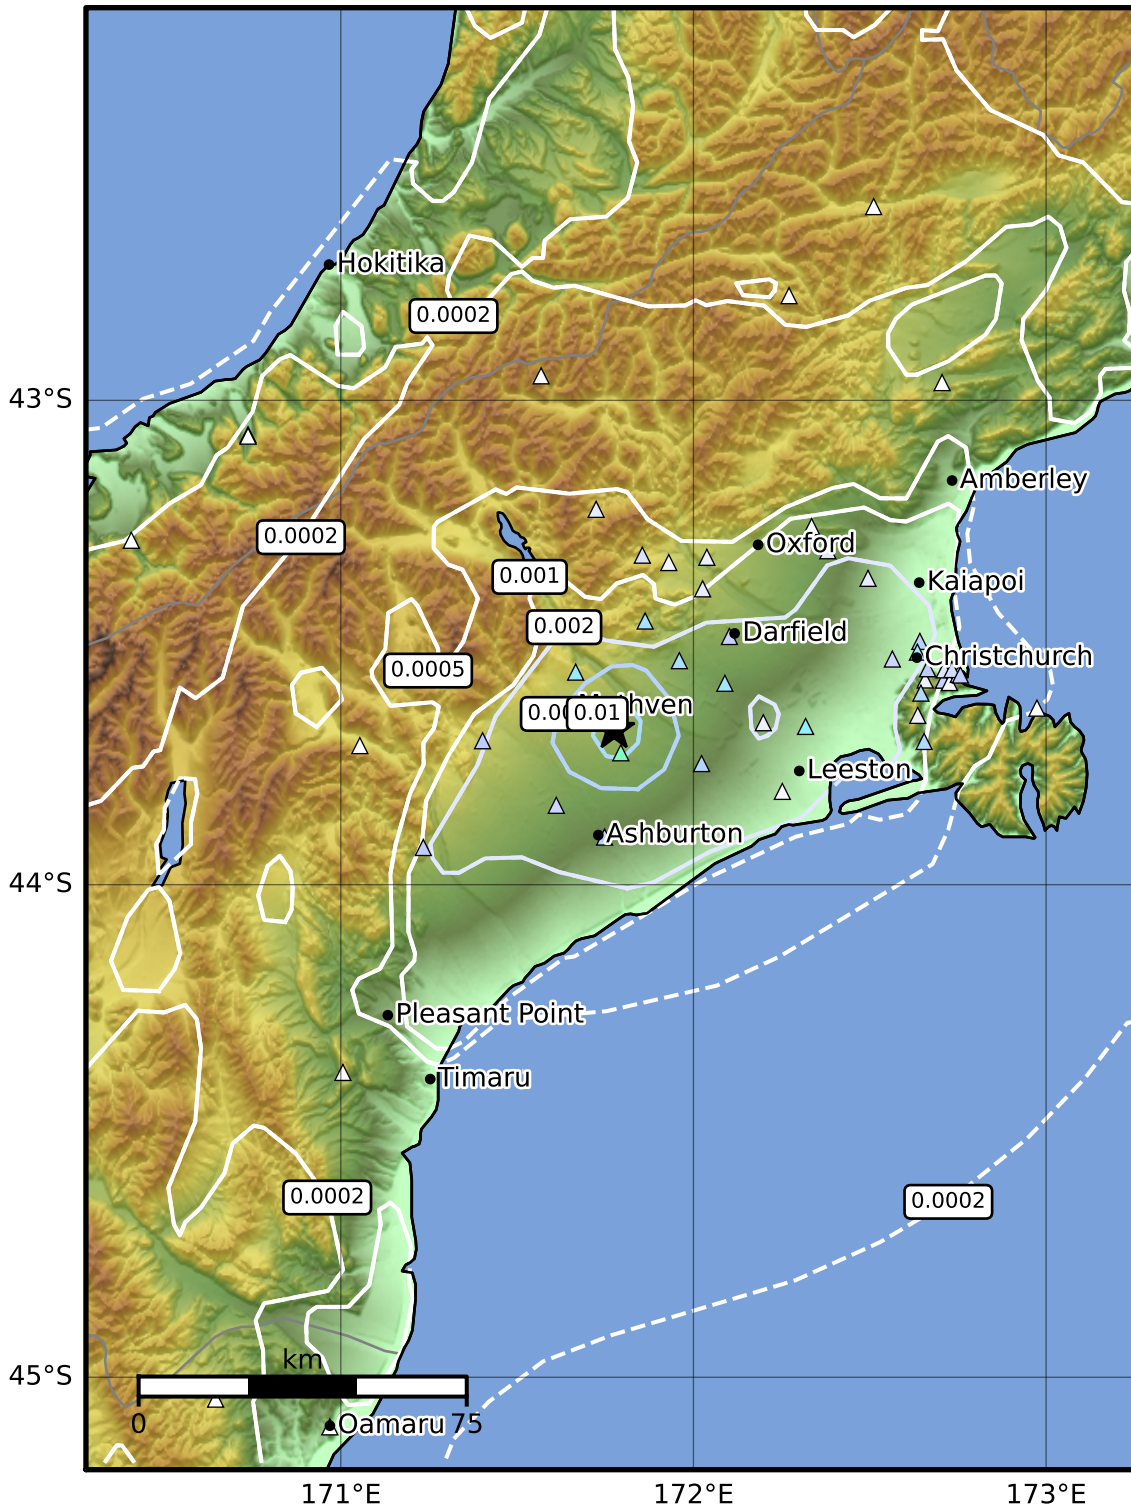 Hokitika
0.0002
43°S
Amberley
0.0002
Oxford
0.001
Kaiapoi
0.002
Darfield
Christchurch
0.0005
0.01
Leeston
Ashburton
44°S
Pleasant Point
Timaru
0.0002
0.0002
km
45°S
0
75
Oamaru
171°E
172°E
173°E